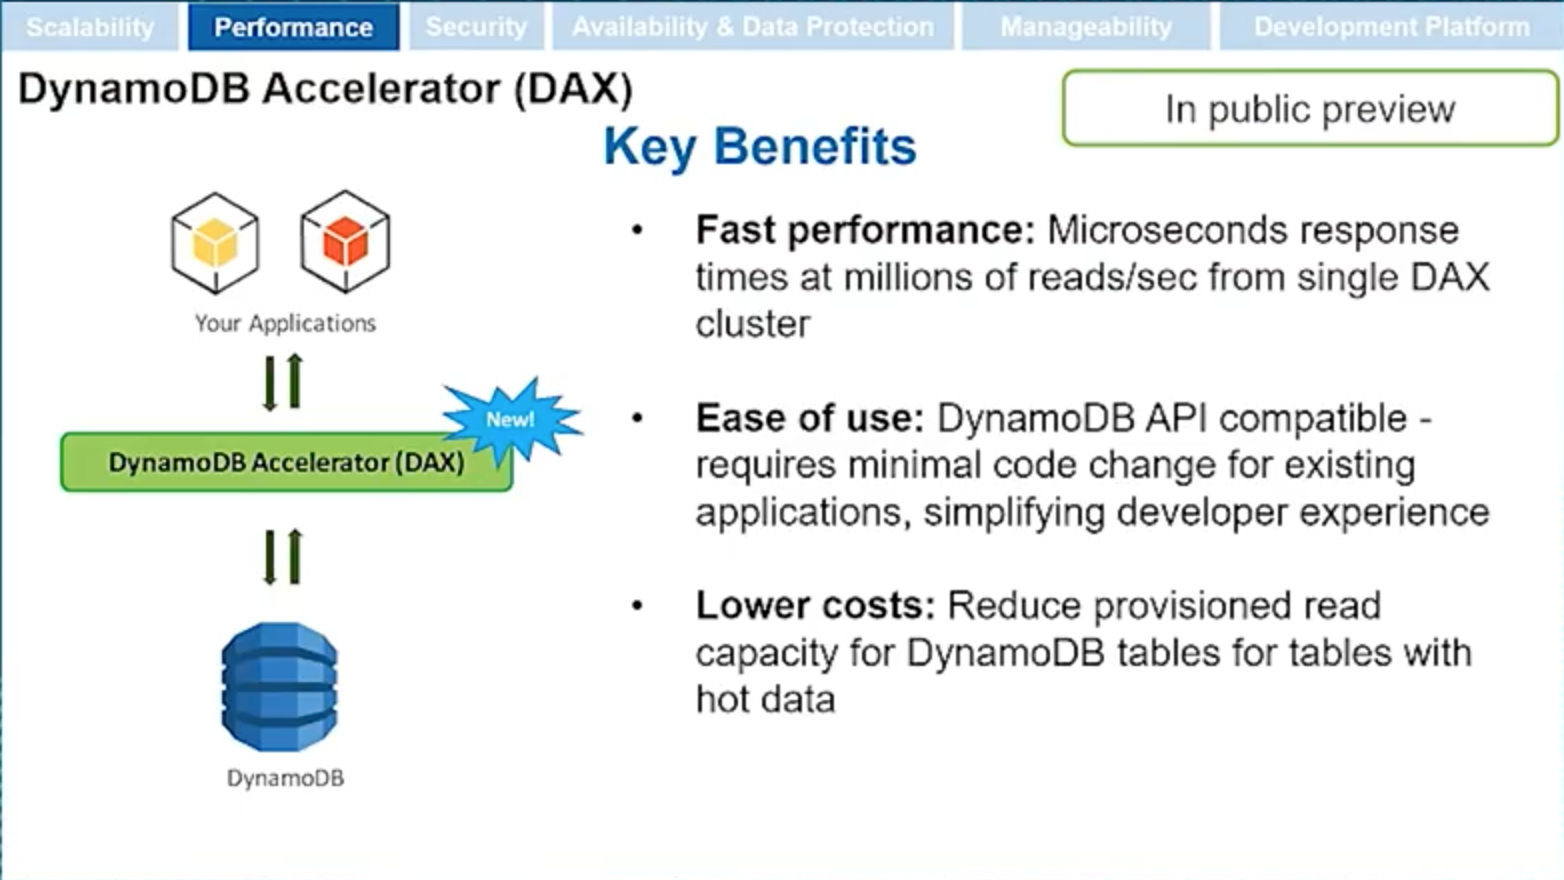 Scalability
Performance
Security
Availability & Data Protection
Manageability
Development Platform
DynamoDB Accelerator (DAX)
In public preview
Key Benefits
Your Applications
New!
DynamoDB Accelerator (DAX)
DynamoDB
• Fast performance: Microseconds response
times at millions of reads/sec from single DAX
cluster
• Ease of use: DynamoDB API compatible -
requires minimal code change for existing
applications, simplifying developer experience
• Lower costs: Reduce provisioned read
capacity for DynamoDB tables for tables with
hot data